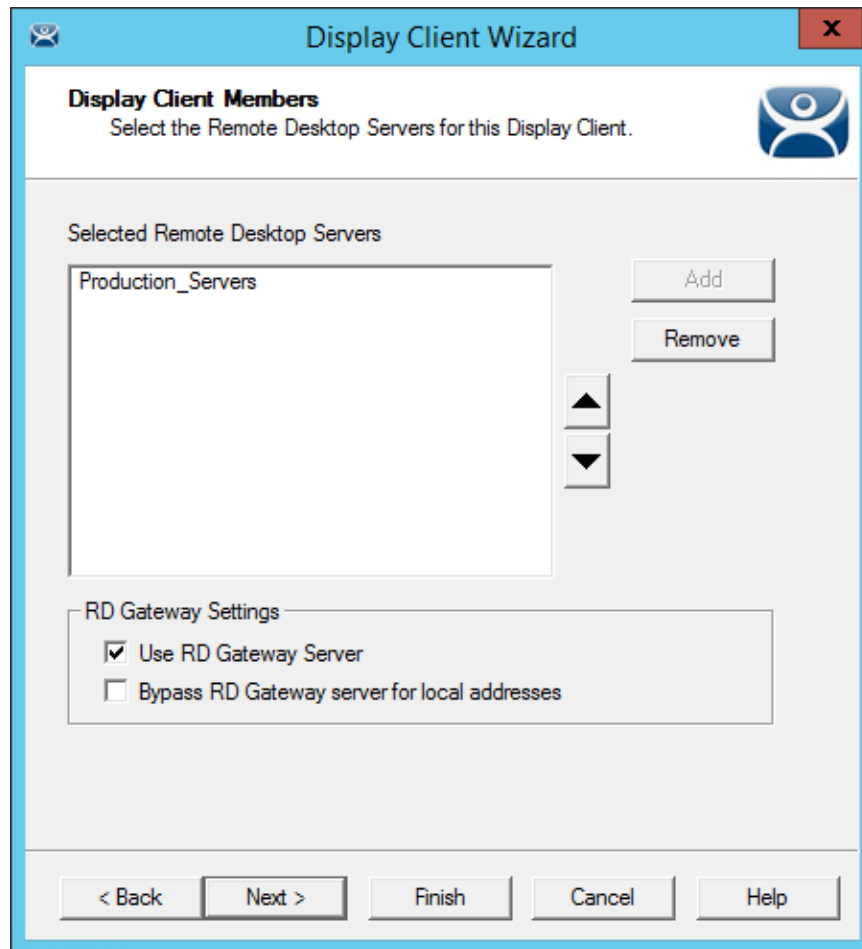 Display Client Wizard
x
Display Client Members
Select the Remote Desktop Servers for this Display Client.
Selected Remote Desktop Servers
Production_Servers
Add
Remove
RD Gateway Settings
Use RD Gateway Server
Bypass RD Gateway server for local addresses
< Back
Next >
Finish
Cancel
Help